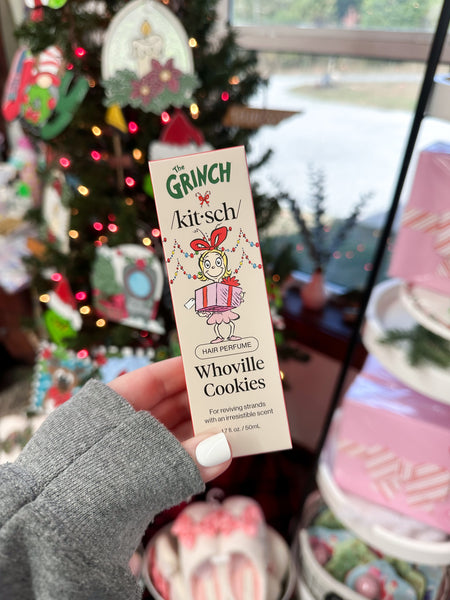 The
GRINCH
/kit•sch/
HAIR PERFUME
Whoville
Cookies
For reviving strands
with an irresistible scent
1.7 fl. oz. / 50mL